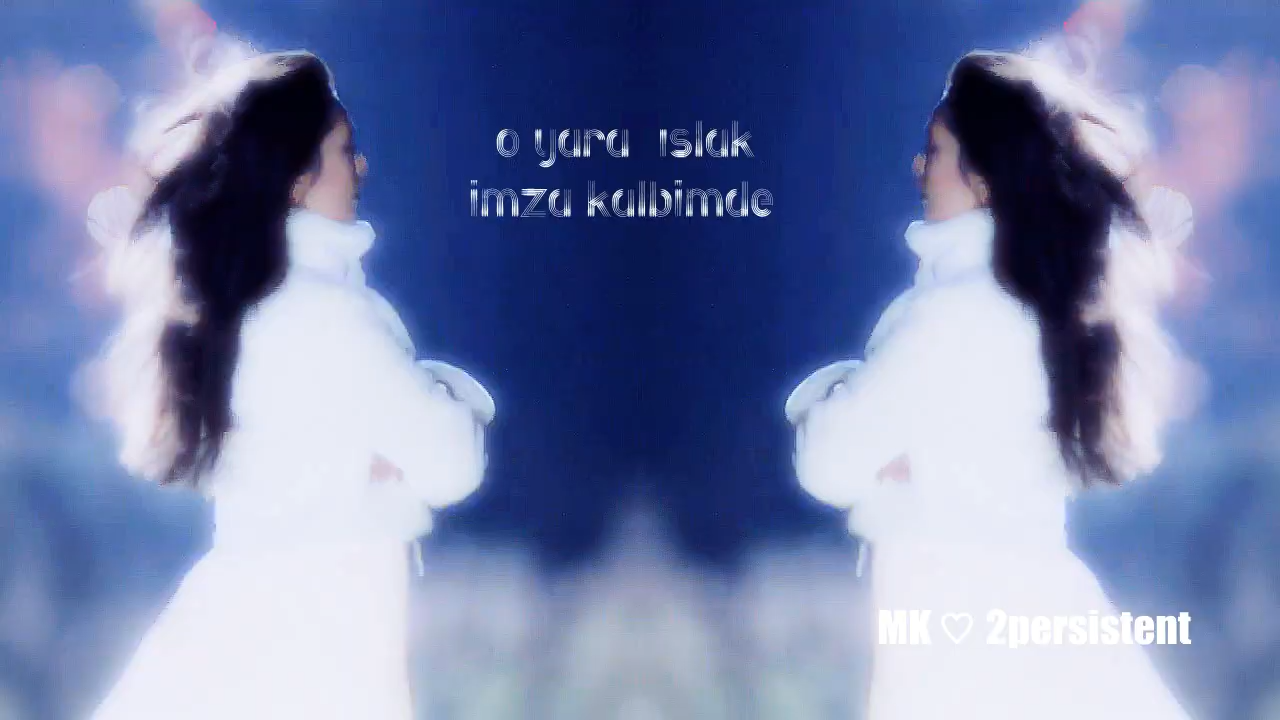 o yara ıslak
imza kalbimde
MK ♡ 2persistent